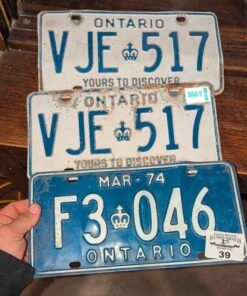 ONTARIO
VJE 517
YOURS TO DISCOVER
ONTARIO
MAY
VJE 517
YOURS TO DISCOVER
MAR-74
F3 046
39
ONTARIO